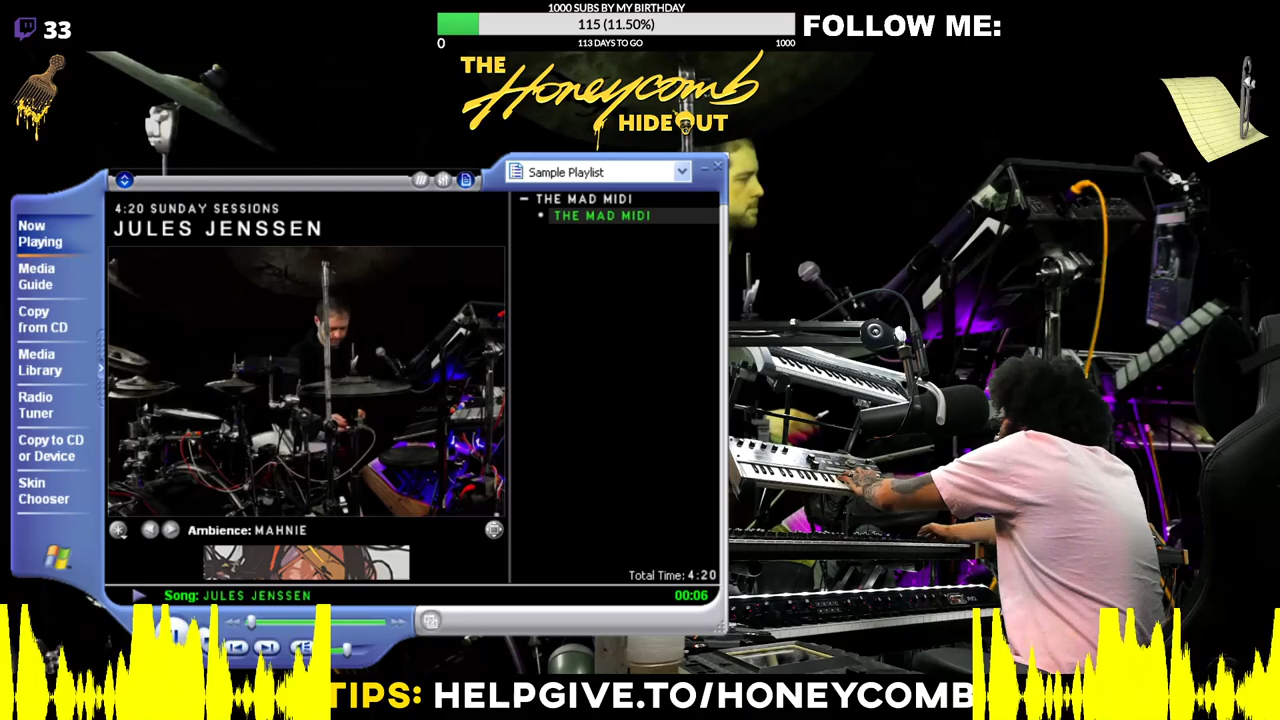 33
1000 SUBS BY MY BIRTHDAY
115 (11.50%)
0
113 DAYS TO GO
1000
FOLLOW ME:
THE
Honeycomb
HIDEOUT
Sample Playlist
4:20 SUNDAY SESSIONS
JULES JENSSEN
THE MAD MIDI
THE MAD MIDI
Now
Playing
Media
Guide
Copy
from CD
Media
Library
Radio
Tuner
Copy to CD
or Device
Skin
Chooser
Ambience: MAHNIE
Total Time: 4:20
Song: JULES JENSSEN
00:06
TIPS: HELPGIVE.TO/HONEYCOMB